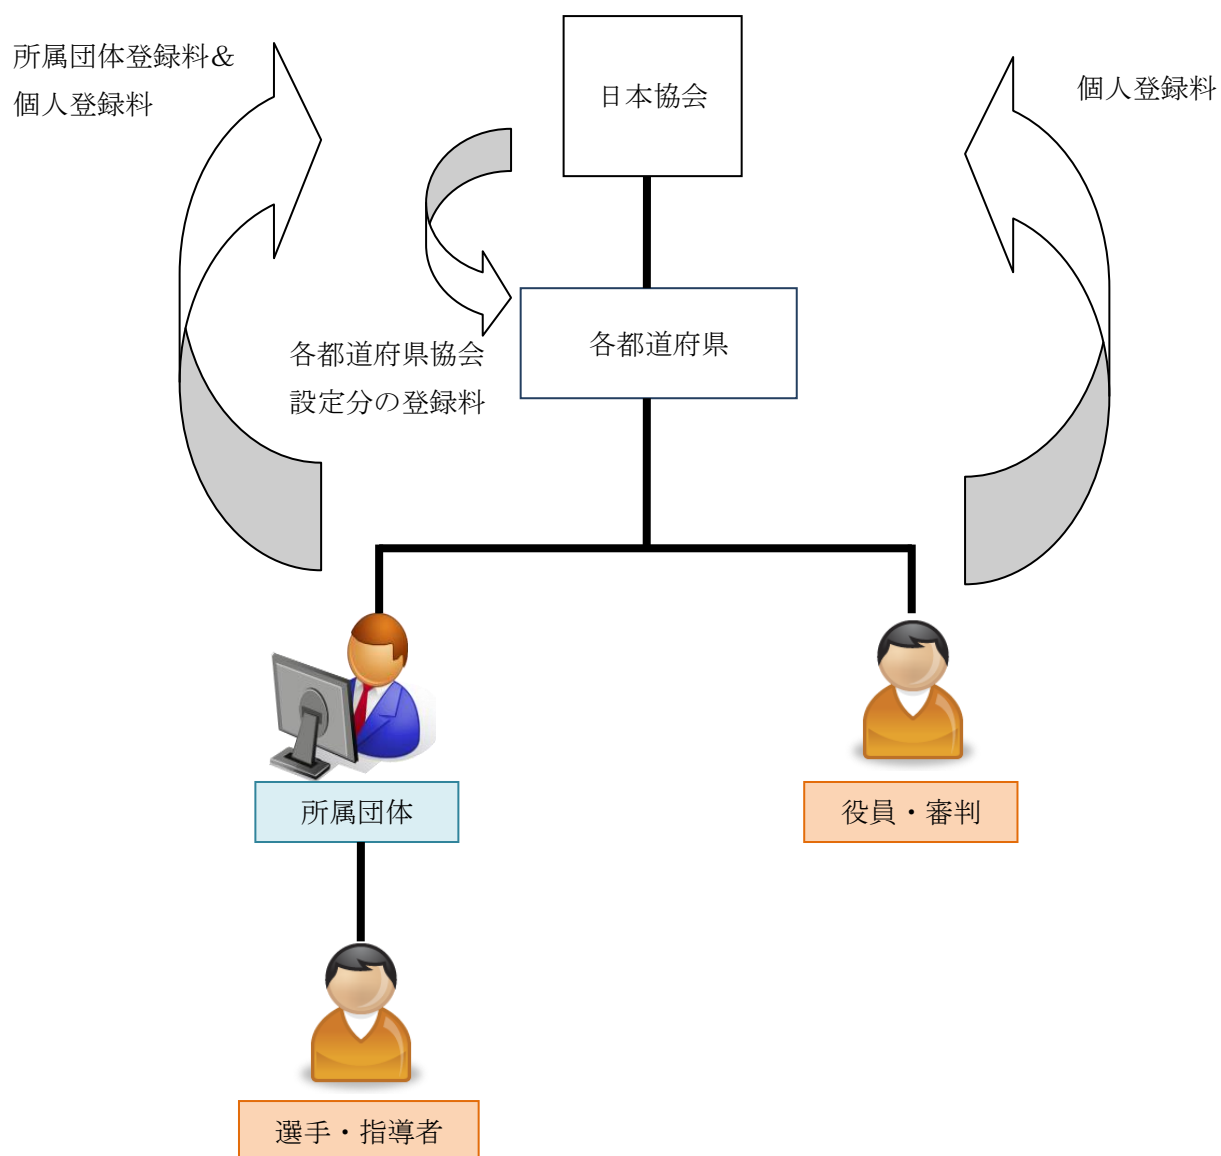 所属団体登録料＆
個人登録料
日本協会
個人登録料
各都道府県
各都道府県協会
設定分の登録料
所属団体
役員・審判
選手・指導者